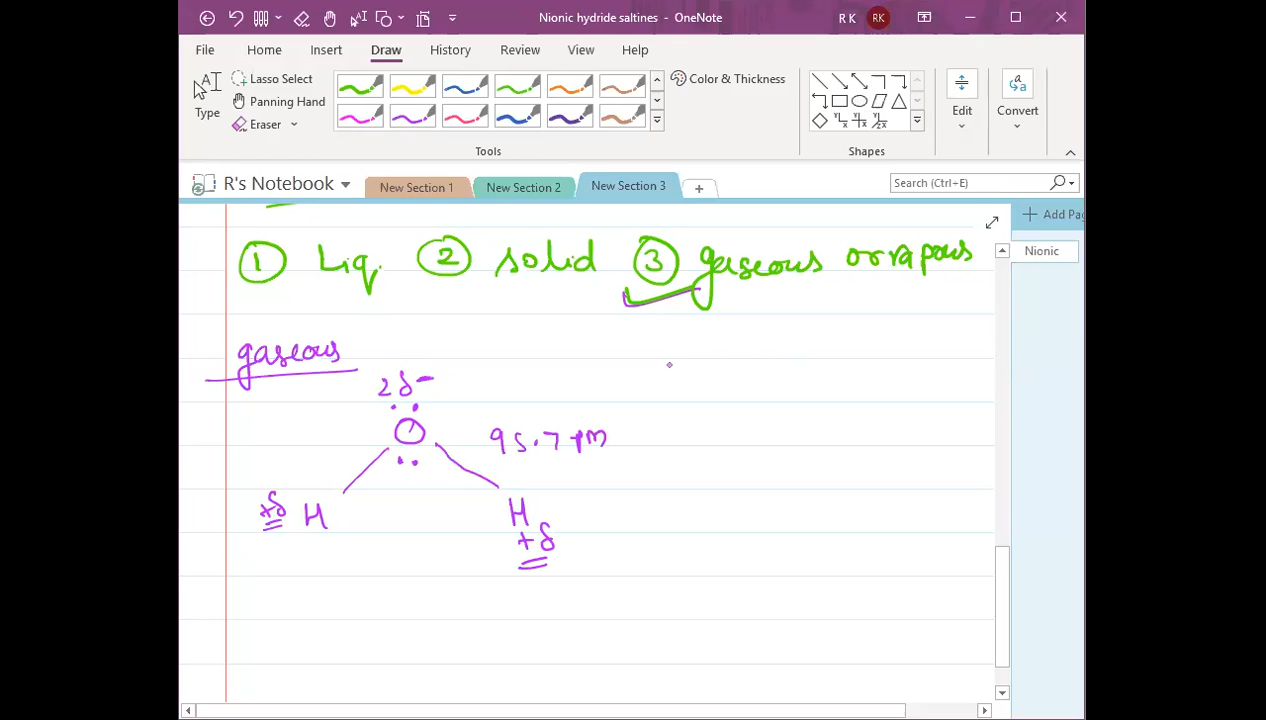 Nionic hydride saltines - OneNote
R K RK
File Home Insert Draw History Review View Help
Type
Lasso Select
Panning Hand
Eraser
Color & Thickness
Edit
Convert
Tools
Shapes
R's Notebook
New Section 1
New Section 2
New Section 3
Search (Ctrl+E)
Add Pag
Nionic
① Liq. ② solid ③ gaseous or vapous
gaseous
2δ-
O
95.7 pm
+δ H
H
+δ